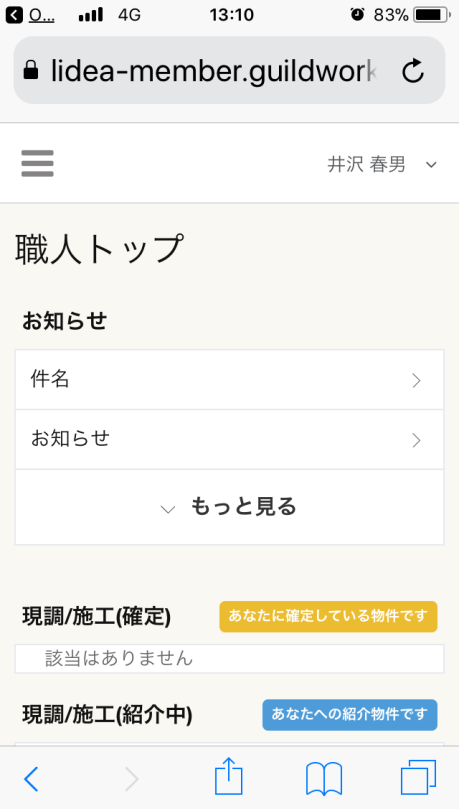 O... 4G 13:10 83%
lidea-member.guildwork
井沢 春男
職人トップ
お知らせ
件名
お知らせ
もっと見る
現調/施工(確定) あなたに確定している物件です
該当はありません
現調/施工(紹介中) あなたへの紹介物件です